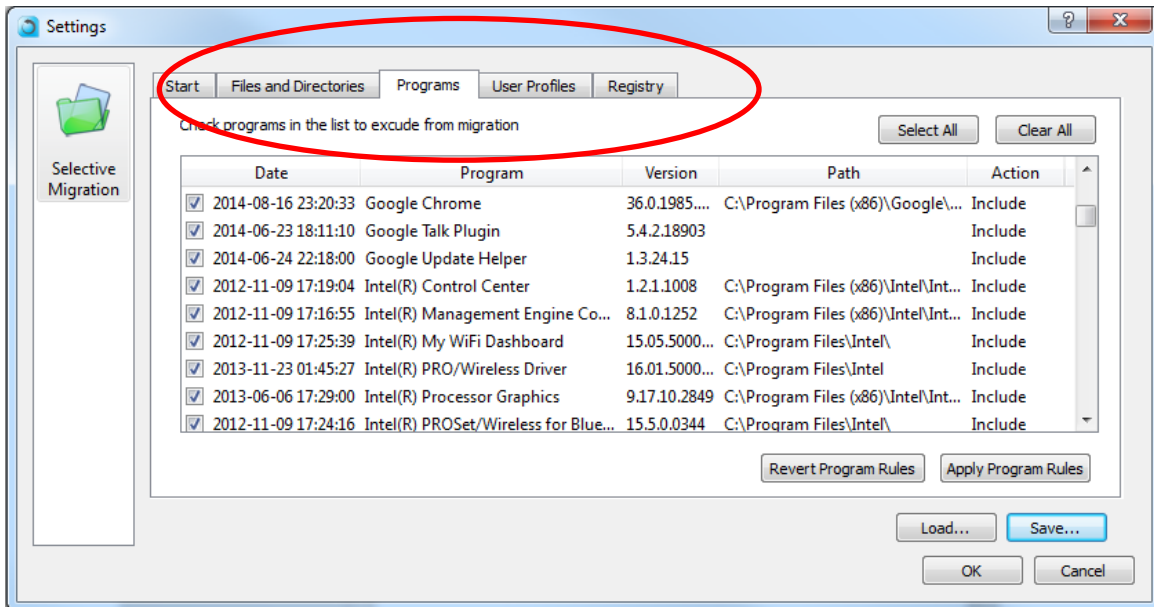 Settings
Start Files and Directories Programs User Profiles Registry
Check programs in the list to excude from migration
Select All Clear All
Selective
Migration
Date Program Version Path Action
2014-08-16 23:20:33 Google Chrome 36.0.1985.... C:\Program Files (x86)\Google\... Include
2014-06-23 18:11:10 Google Talk Plugin 5.4.2.18903 Include
2014-06-24 22:18:00 Google Update Helper 1.3.24.15 Include
2012-11-09 17:19:04 Intel(R) Control Center 1.2.1.1008 C:\Program Files (x86)\Intel\Int... Include
2012-11-09 17:16:55 Intel(R) Management Engine Co... 8.1.0.1252 C:\Program Files (x86)\Intel\Int... Include
2012-11-09 17:25:39 Intel(R) My WiFi Dashboard 15.05.5000... C:\Program Files\Intel\ Include
2013-11-23 01:45:27 Intel(R) PRO/Wireless Driver 16.01.5000... C:\Program Files\Intel Include
2013-06-06 17:29:00 Intel(R) Processor Graphics 9.17.10.2849 C:\Program Files (x86)\Intel\Int... Include
2012-11-09 17:24:16 Intel(R) PROSet/Wireless for Blue... 15.5.0.0344 C:\Program Files\Intel\ Include
Revert Program Rules Apply Program Rules
Load... Save...
OK Cancel